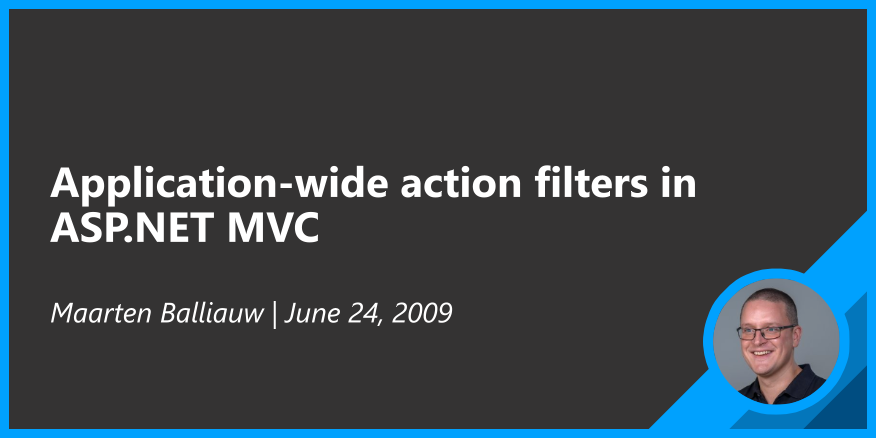 Application-wide action filters in
ASP.NET MVC
Maarten Balliauw | June 24, 2009